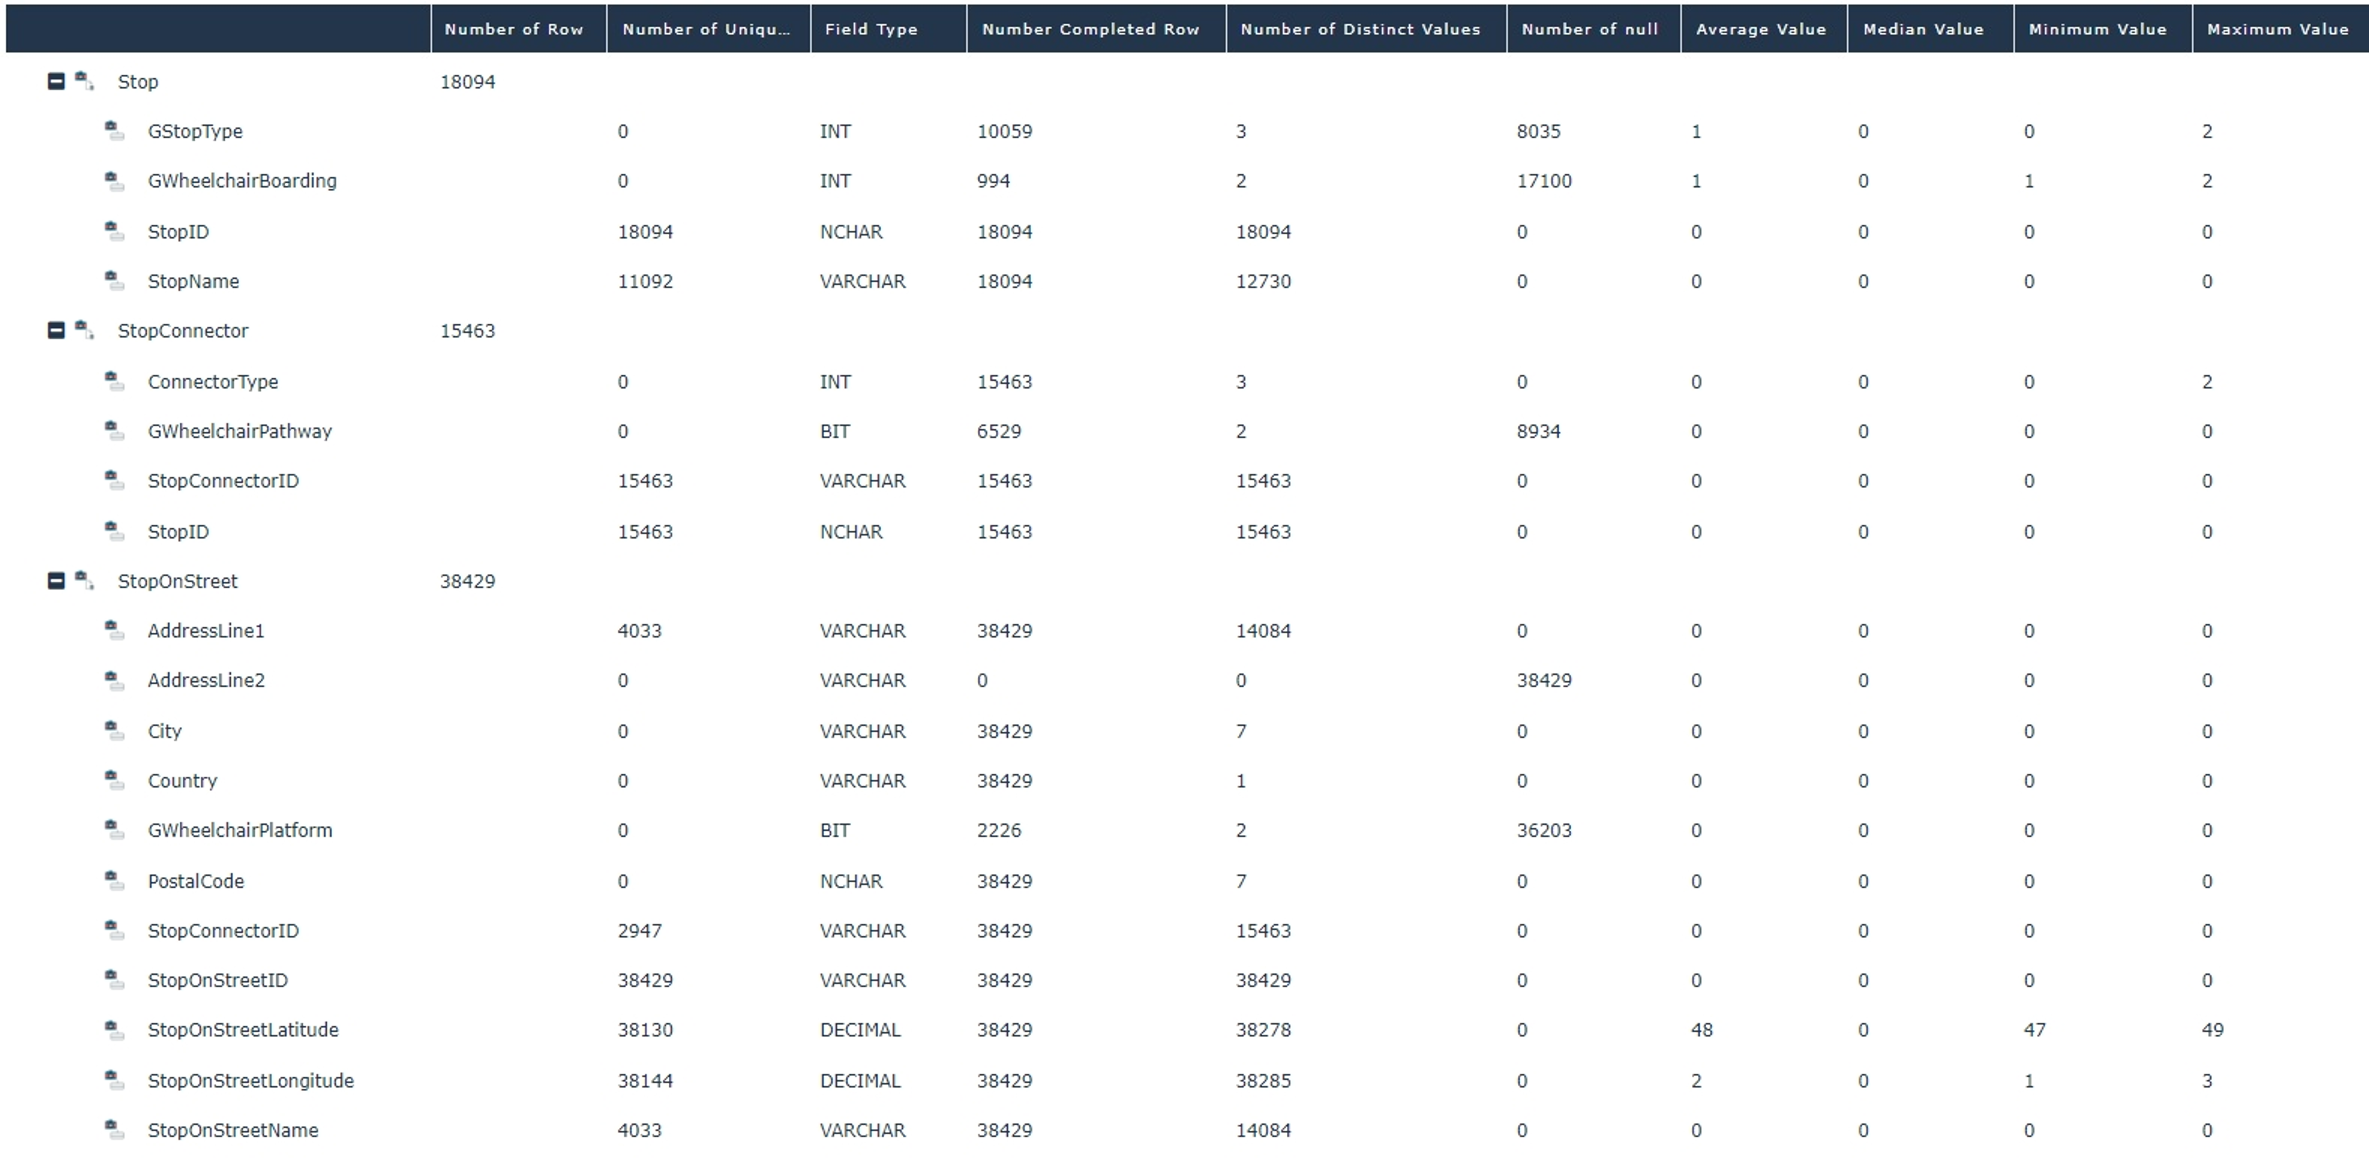 Number of Row Number of Uniqu... Field Type Number Completed Row Number of Distinct Values Number of null Average Value Median Value Minimum Value Maximum Value
Stop 18094
GStopType 0 INT 10059 3 8035 1 0 0 2
GWheelchairBoarding 0 INT 994 2 17100 1 0 1 2
StopID 18094 NCHAR 18094 18094 0 0 0 0 0
StopName 11092 VARCHAR 18094 12730 0 0 0 0 0
StopConnector 15463
ConnectorType 0 INT 15463 3 0 0 0 0 2
GWheelchairPathway 0 BIT 6529 2 8934 0 0 0 0
StopConnectorID 15463 VARCHAR 15463 15463 0 0 0 0 0
StopID 15463 NCHAR 15463 15463 0 0 0 0 0
StopOnStreet 38429
AddressLine1 4033 VARCHAR 38429 14084 0 0 0 0 0
AddressLine2 0 VARCHAR 0 0 38429 0 0 0 0
City 0 VARCHAR 38429 7 0 0 0 0 0
Country 0 VARCHAR 38429 1 0 0 0 0 0
GWheelchairPlatform 0 BIT 2226 2 36203 0 0 0 0
PostalCode 0 NCHAR 38429 7 0 0 0 0 0
StopConnectorID 2947 VARCHAR 38429 15463 0 0 0 0 0
StopOnStreetID 38429 VARCHAR 38429 38429 0 0 0 0 0
StopOnStreetLatitude 38130 DECIMAL 38429 38278 0 48 0 47 49
StopOnStreetLongitude 38144 DECIMAL 38429 38285 0 2 0 1 3
StopOnStreetName 4033 VARCHAR 38429 14084 0 0 0 0 0